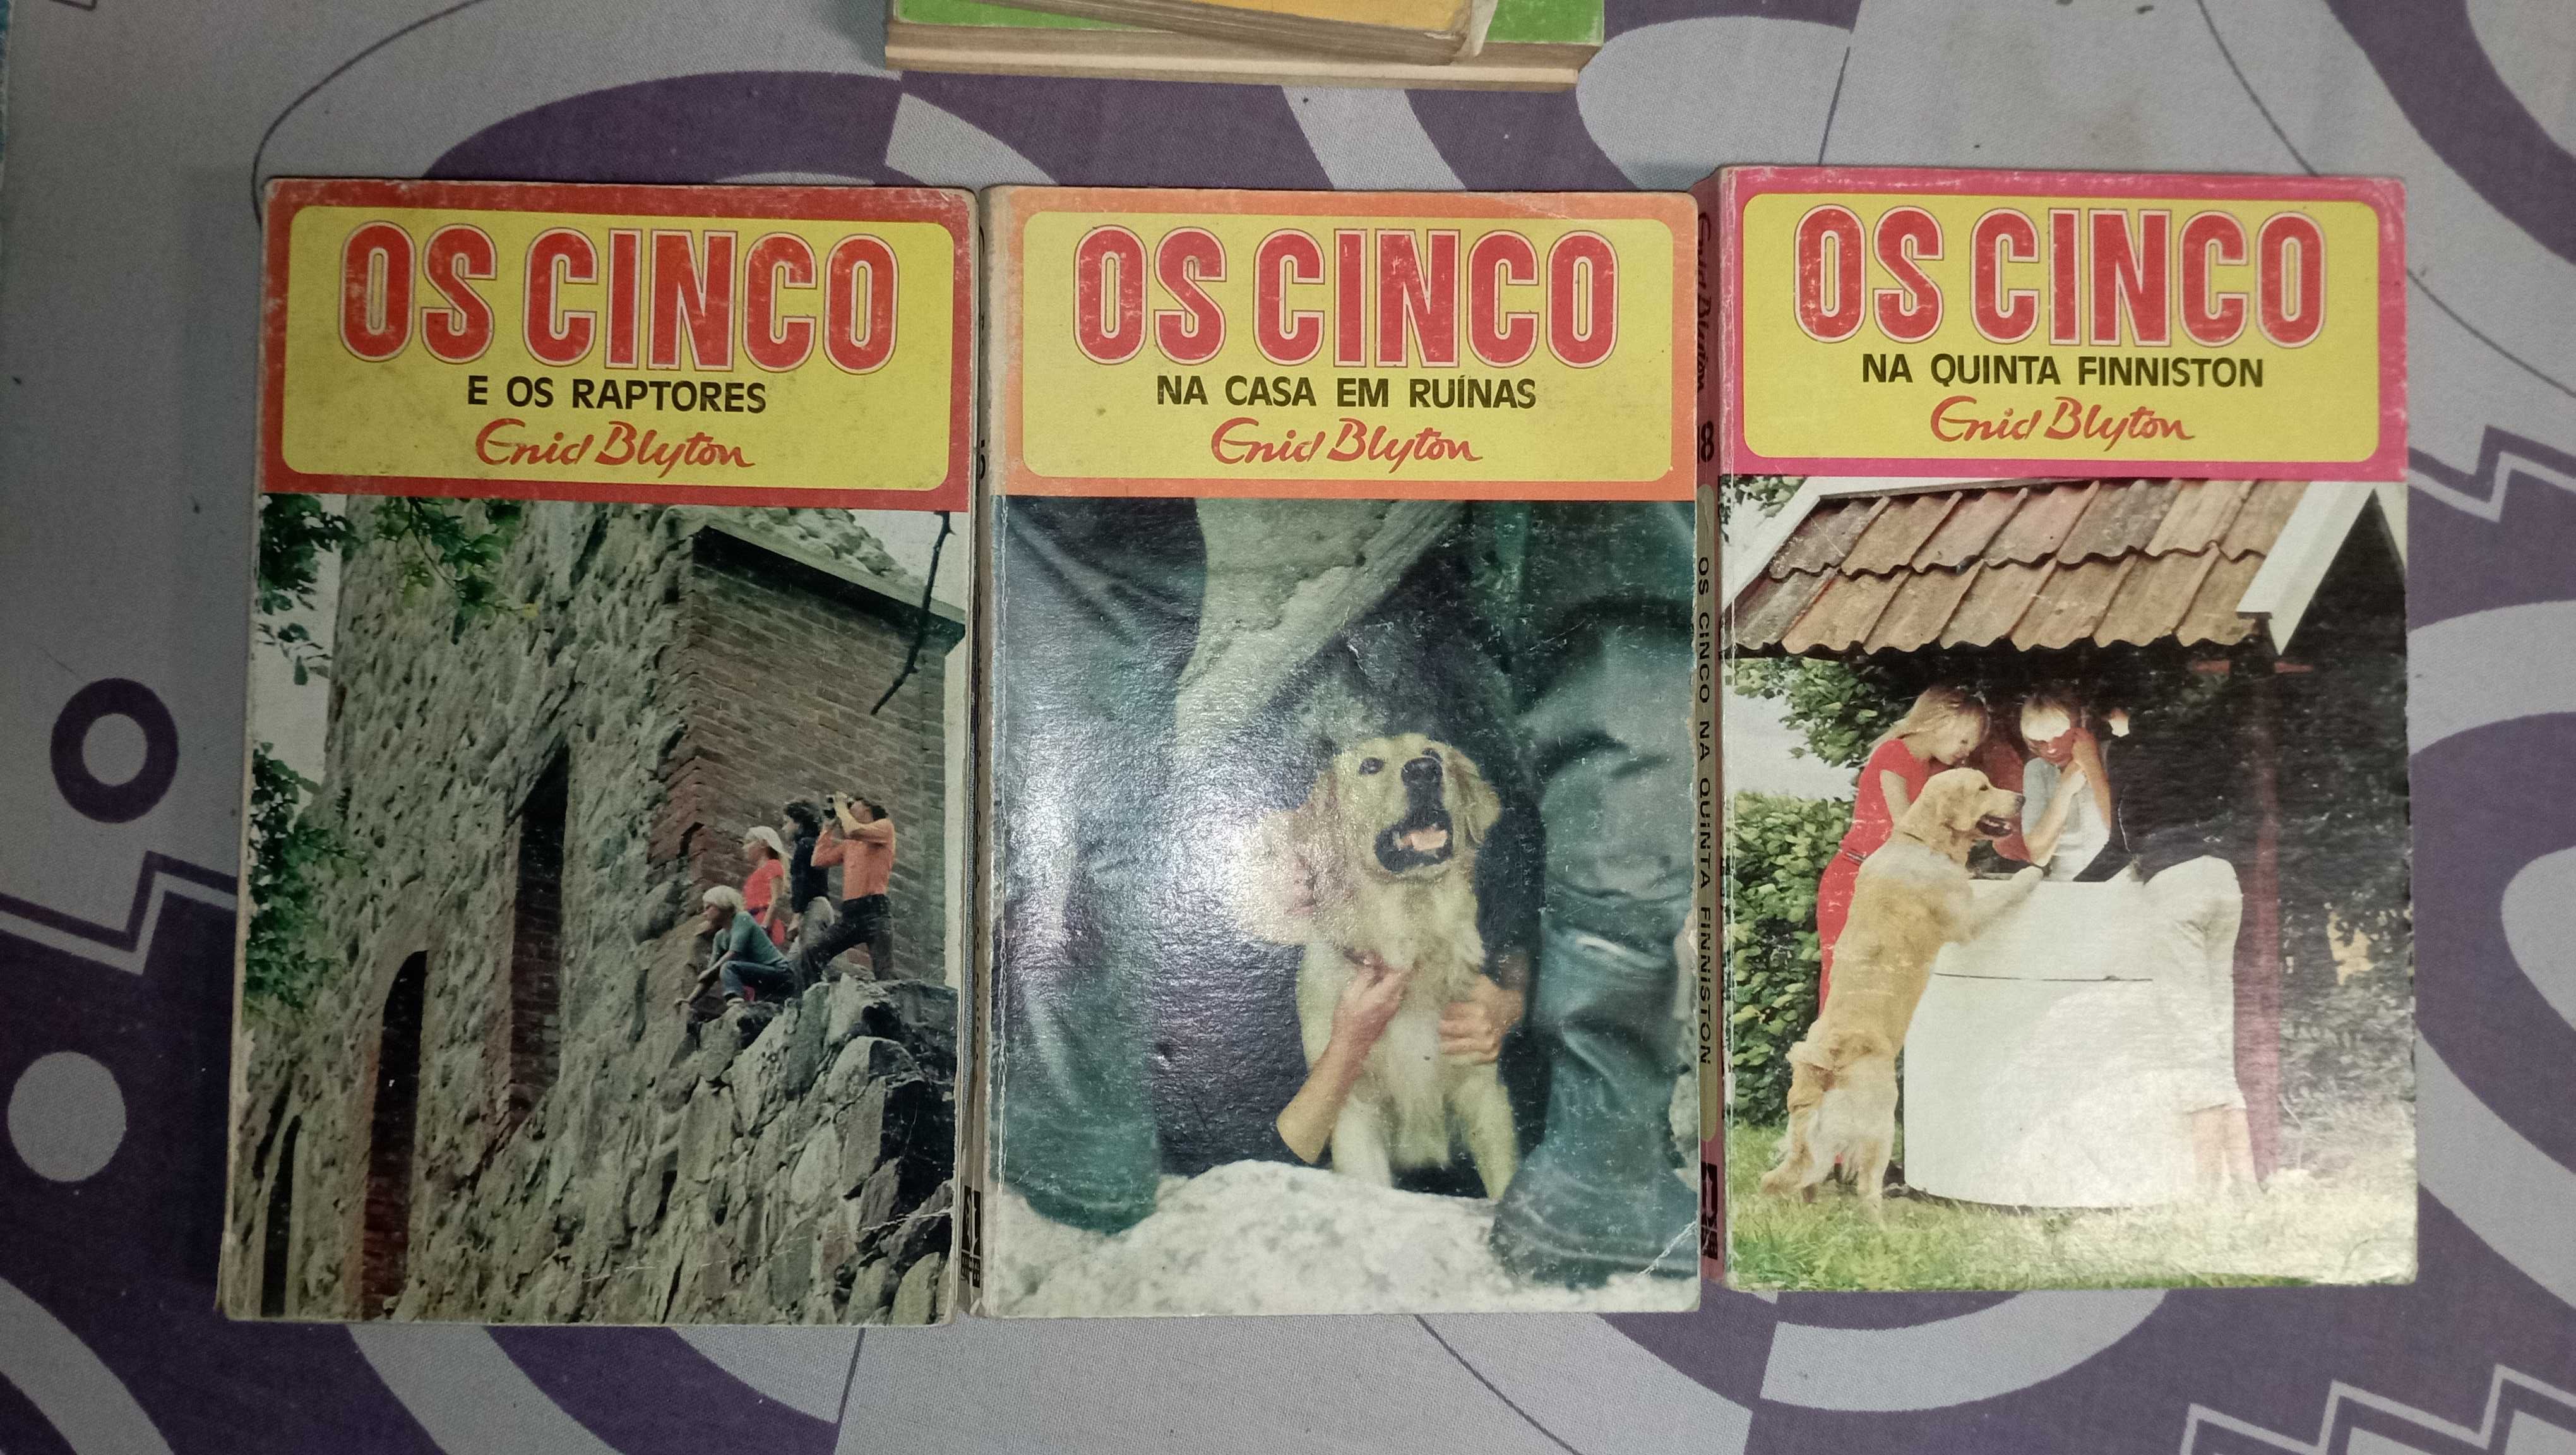 OS CINCO
E OS RAPTORES
Enid Blyton
OS CINCO
NA CASA EM RUÍNAS
Enid Blyton
Enid Blyton 8 OS CINCO NA QUINTA FINNISTON
OS CINCO
NA QUINTA FINNISTON
Enid Blyton